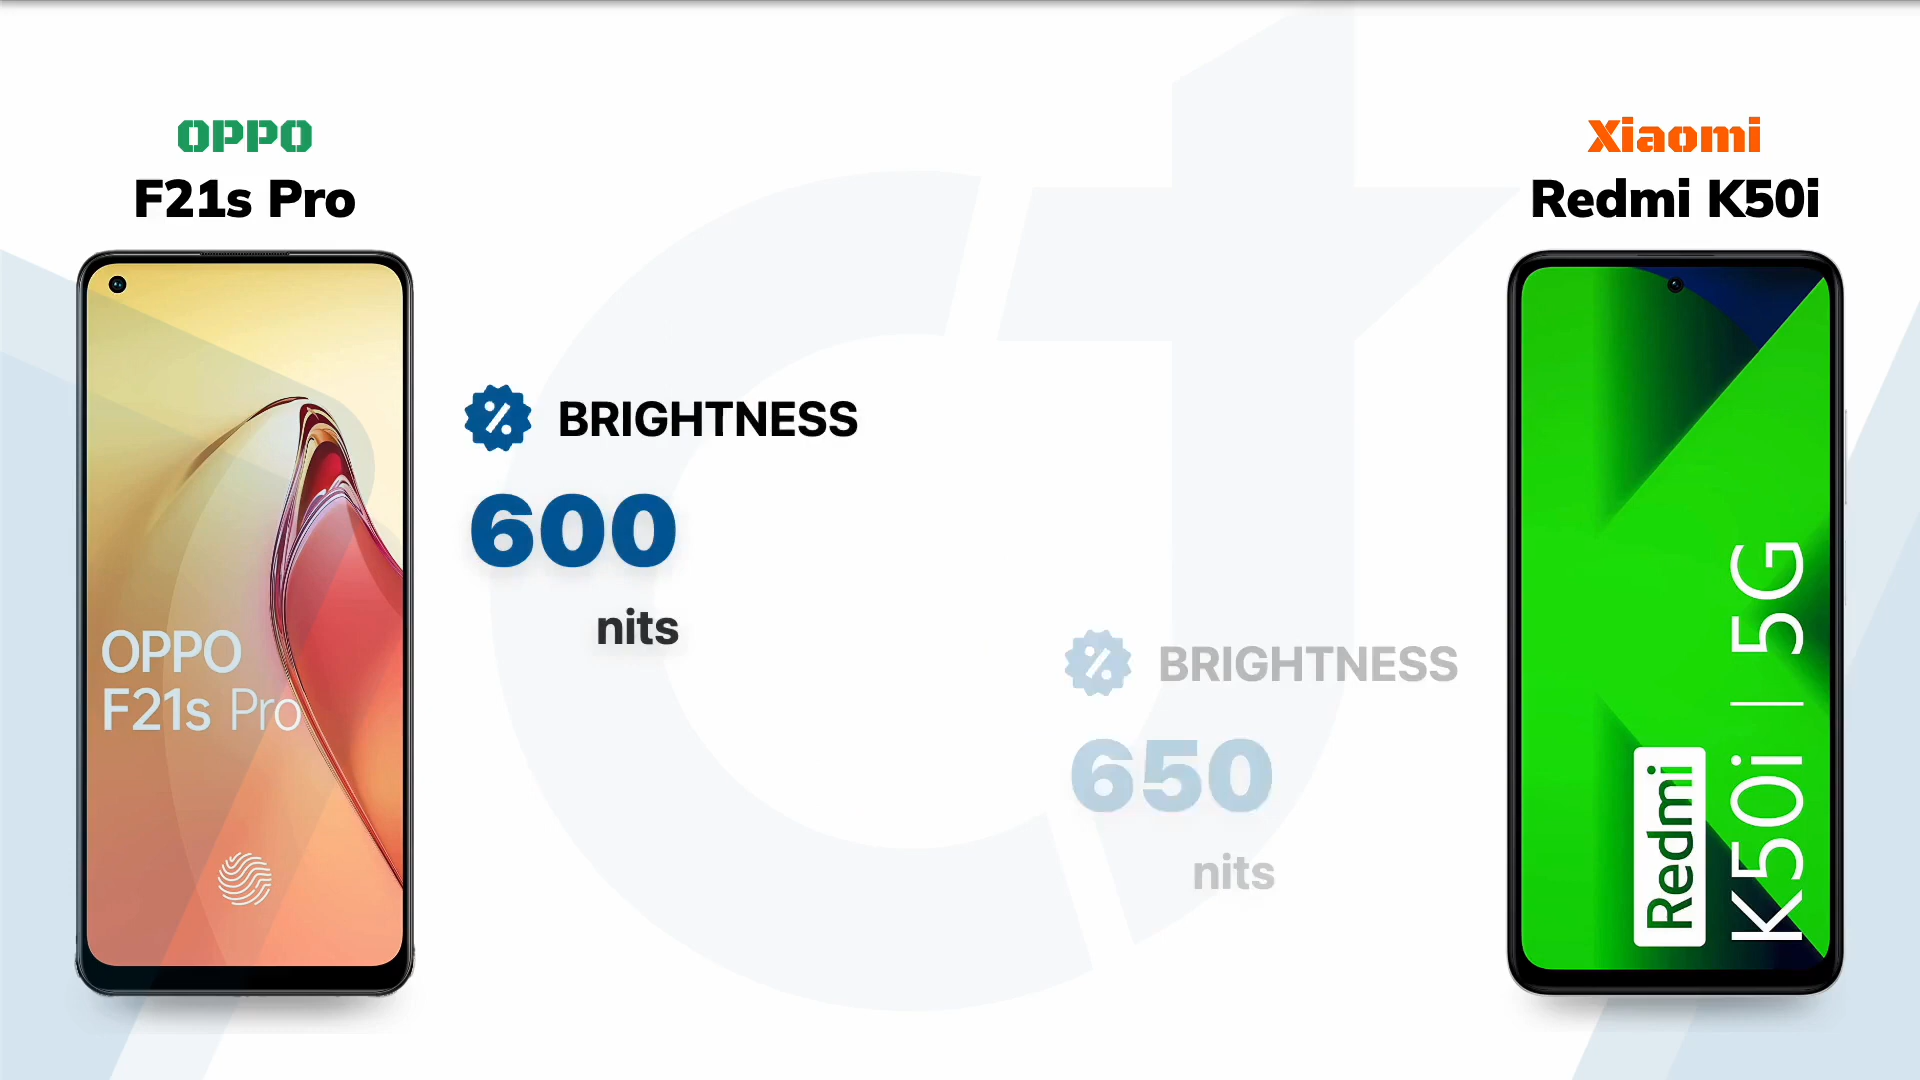 OPPO
F21s Pro
Xiaomi
Redmi K50i
BRIGHTNESS
600
nits
BRIGHTNESS
650
nits
OPPO
F21s Pro
Redmi
K50i | 5G